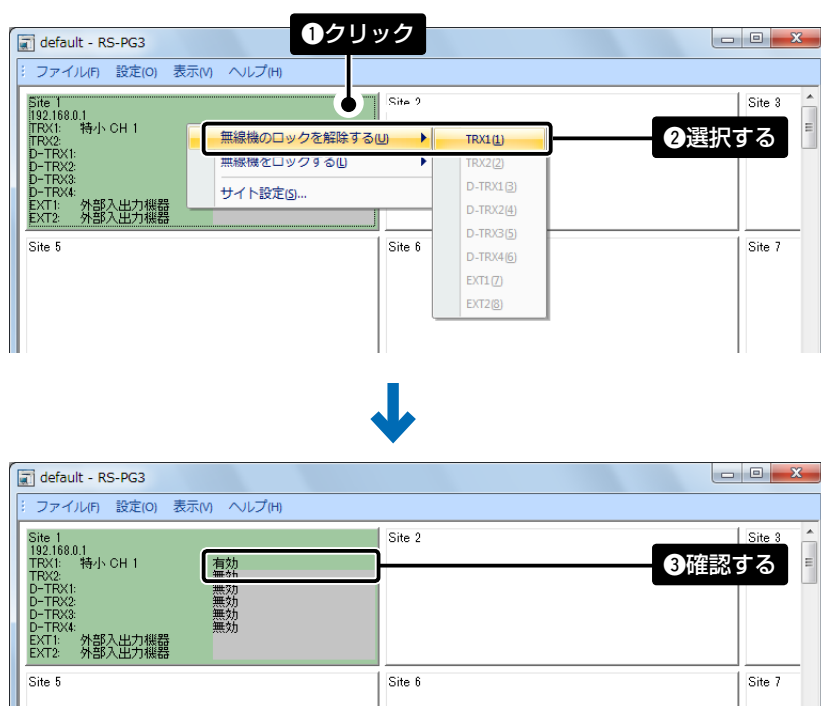 ❶クリック
default - RS-PG3
ファイル(F) 設定(O) 表示(V) ヘルプ(H)
Site 1
192.168.0.1
TRX1: 特小 CH 1
TRX2:
D-TRX1:
D-TRX2:
D-TRX3:
D-TRX4:
EXT1: 外部入出力機器
EXT2: 外部入出力機器
無線機のロックを解除する(U)
無線機をロックする(L)
サイト設定(S)...
Site 2
TRX1(1)
TRX2(2)
D-TRX1(3)
D-TRX2(4)
D-TRX3(5)
D-TRX4(6)
EXT1(7)
EXT2(8)
❷選択する
Site 3
Site 5
Site 6
Site 7
default - RS-PG3
ファイル(F) 設定(O) 表示(V) ヘルプ(H)
Site 1
192.168.0.1
TRX1: 特小 CH 1 有効
TRX2: 無効
D-TRX1: 無効
D-TRX2: 無効
D-TRX3: 無効
D-TRX4: 無効
EXT1: 外部入出力機器
EXT2: 外部入出力機器
Site 2
Site 3
❸確認する
Site 5
Site 6
Site 7